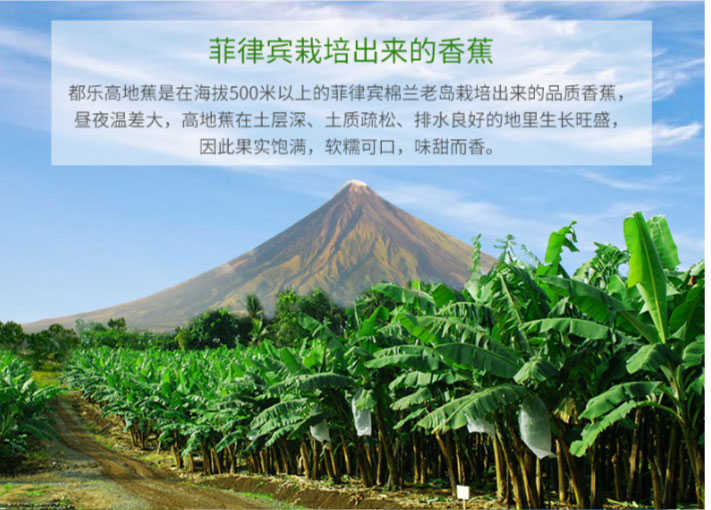 菲律宾栽培出来的香蕉
都乐高地蕉是在海拔500米以上的菲律宾棉兰老岛栽培出来的品质香蕉，
昼夜温差大，高地蕉在土层深、土质疏松、排水良好的地里生长旺盛，
因此果实饱满，软糯可口，味甜而香。